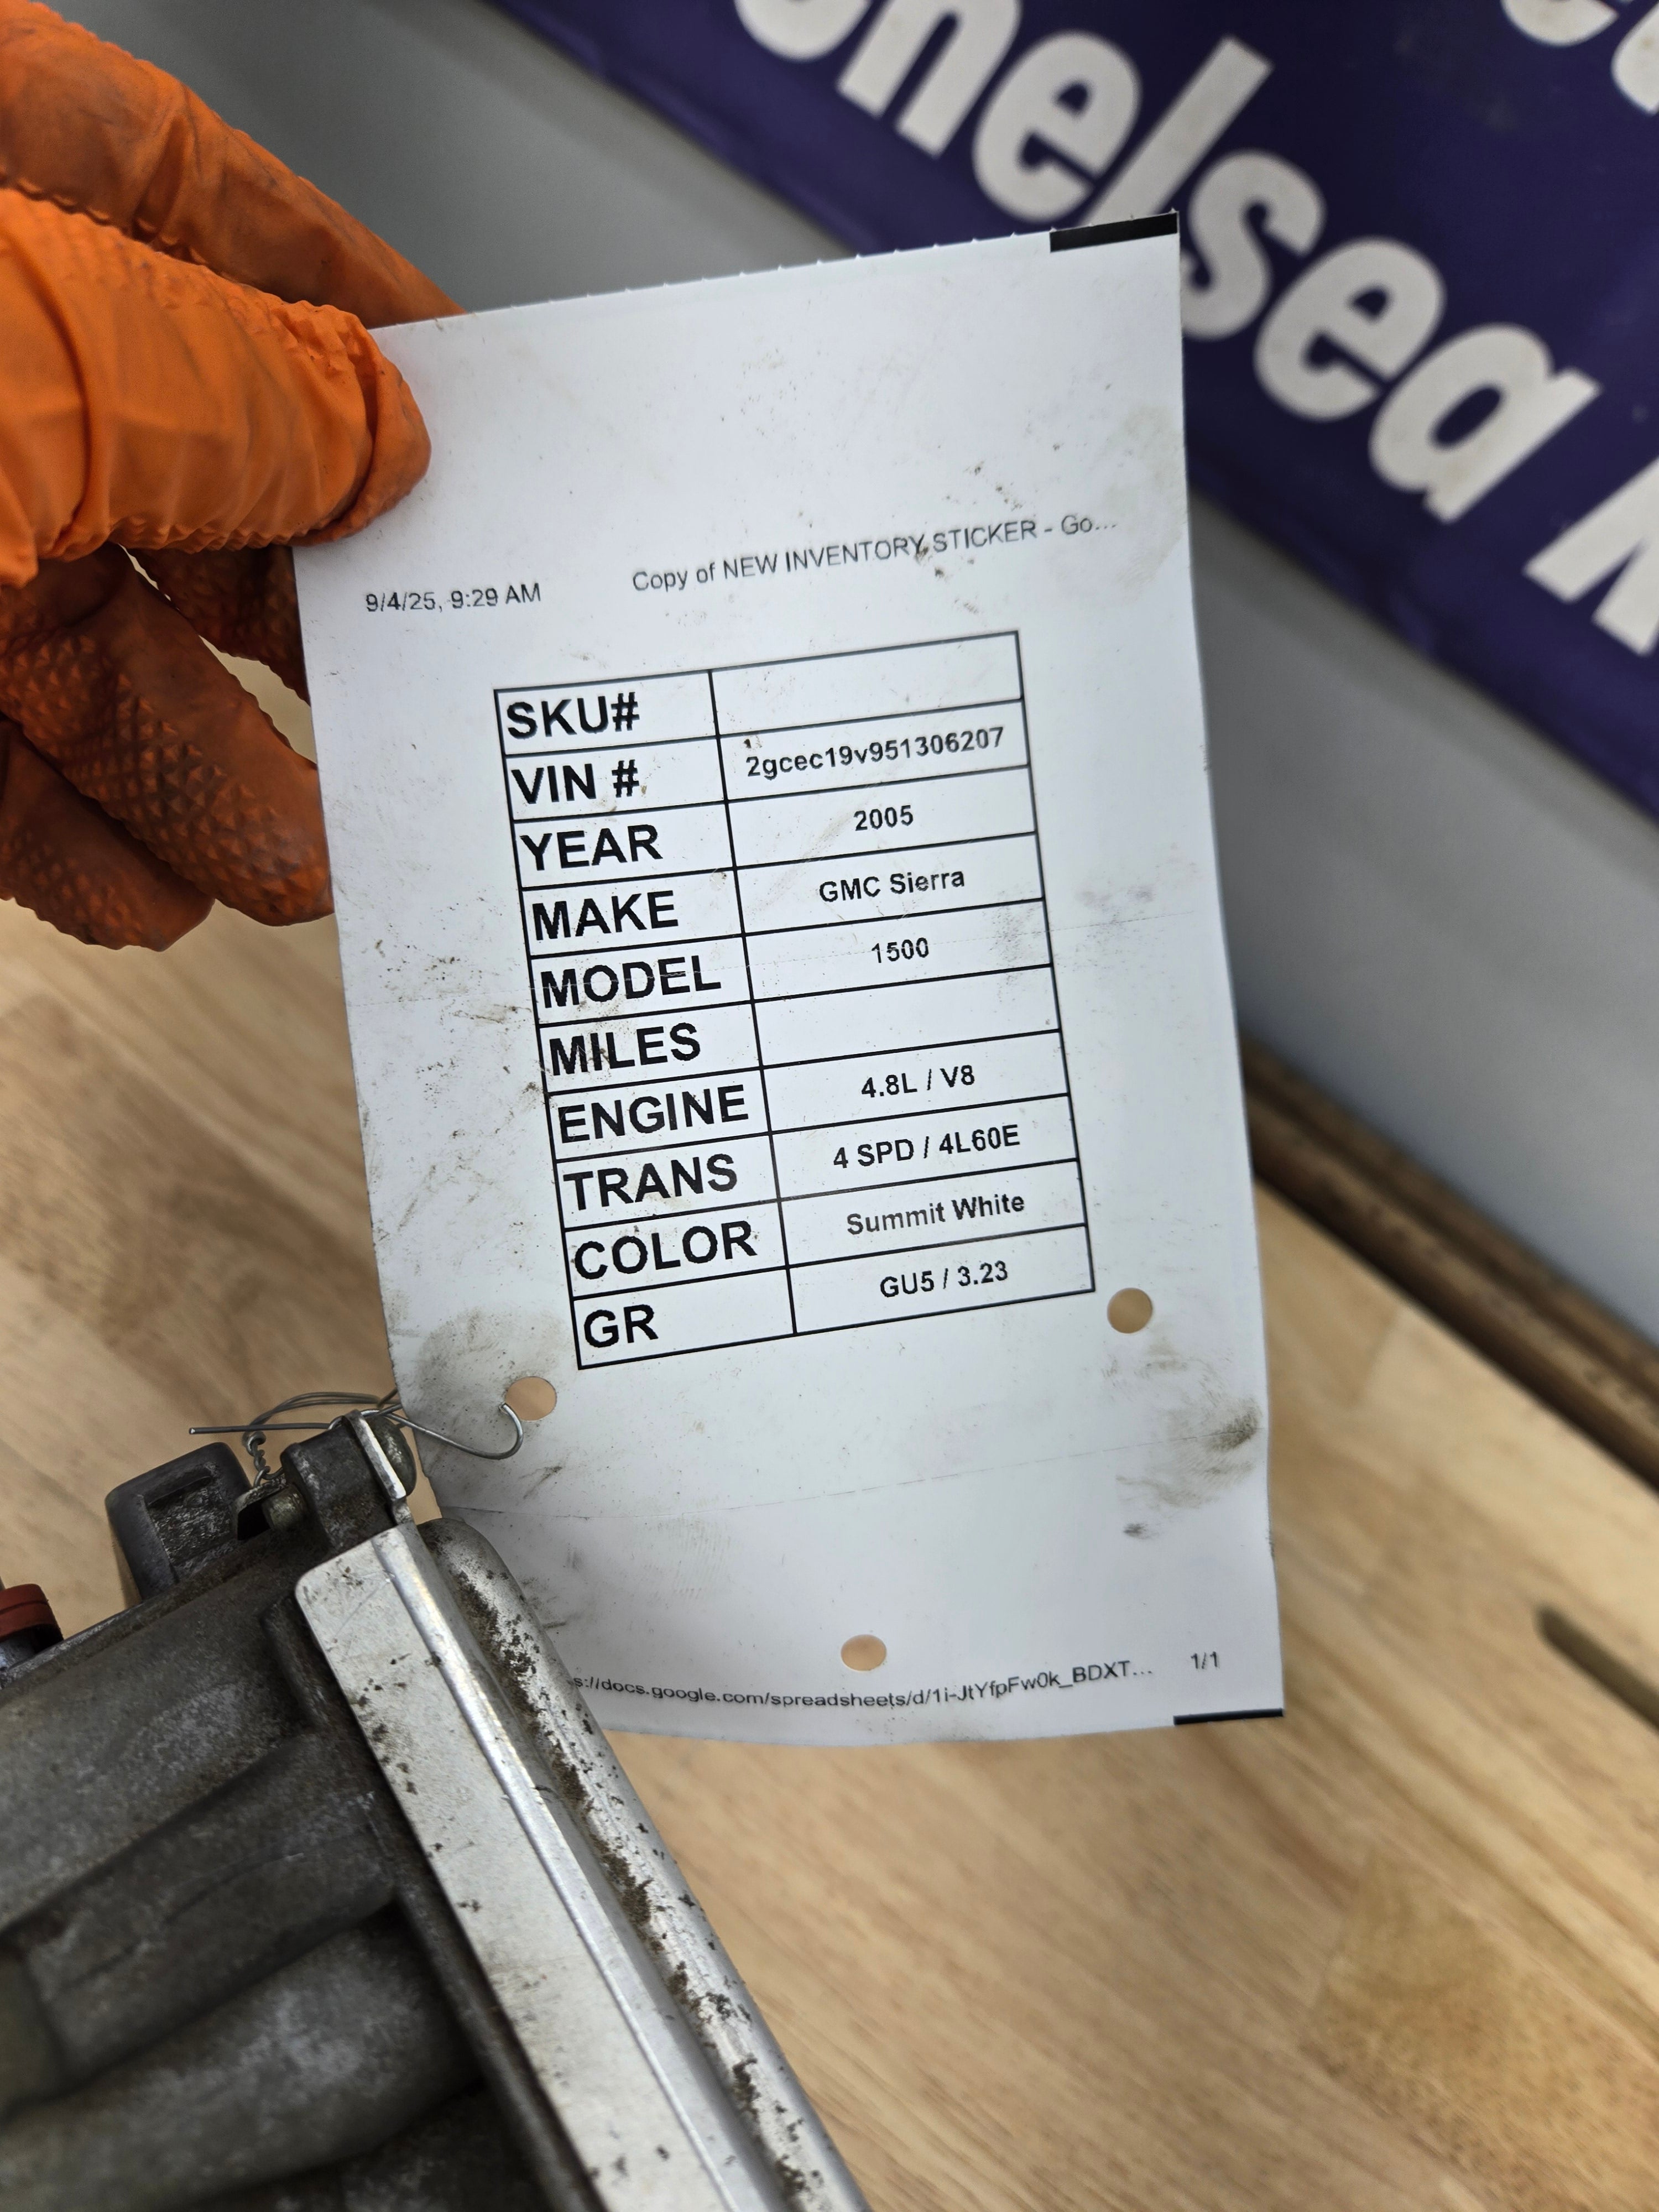 chelsea
9/4/25, 9:29 AM Copy of NEW INVENTORY STICKER - Go...
SKU#
VIN # 2gcec19v951306207
YEAR 2005
MAKE GMC Sierra
MODEL 1500
MILES
ENGINE 4.8L / V8
TRANS 4 SPD / 4L60E
COLOR Summit White
GR GU5 / 3.23
s://docs.google.com/spreadsheets/d/1i-JtYfpFw0k_BDXT... 1/1